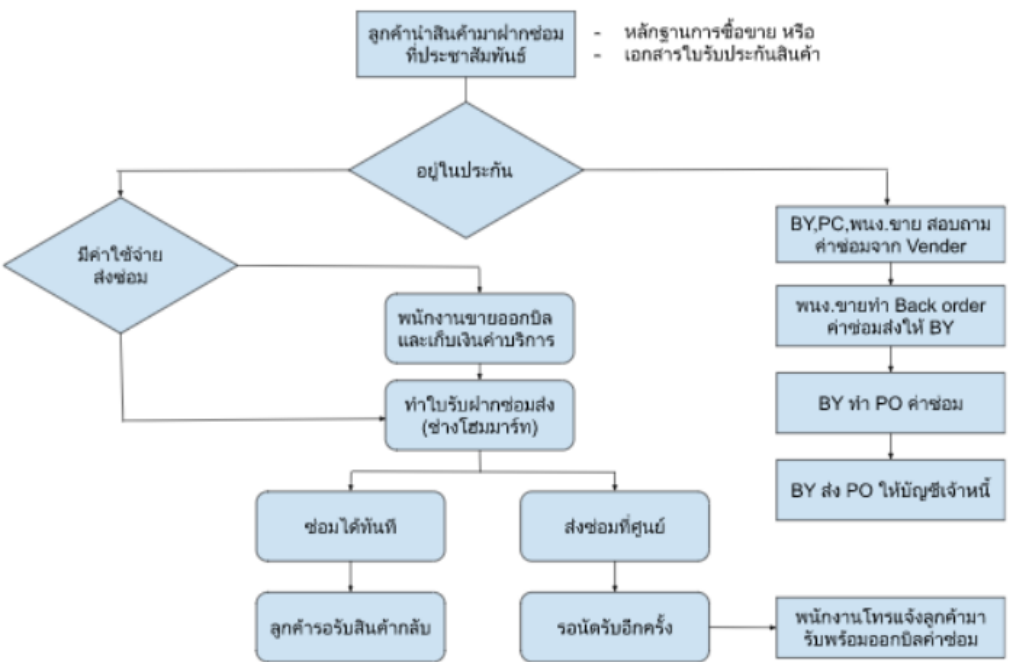 ลูกค้านำสินค้ามาฝากซ่อม
ที่ประชาสัมพันธ์
- หลักฐานการซื้อขาย หรือ
- เอกสารใบรับประกันสินค้า
อยู่ในประกัน
มีค่าใช้จ่าย
ส่งซ่อม
BY,PC,พนง.ขาย สอบถาม
ค่าซ่อมจาก Vender
พนักงานขายออกบิล
และเก็บเงินค่าบริการ
พนง.ขายทำ Back order
ค่าซ่อมส่งให้ BY
ทำใบรับฝากซ่อมส่ง
(ช่างโฮมมาร์ท)
BY ทำ PO ค่าซ่อม
BY ส่ง PO ให้บัญชีเจ้าหนี้
ซ่อมได้ทันที
ส่งซ่อมที่ศูนย์
ลูกค้ารอรับสินค้ากลับ
รอนัดรับอีกครั้ง
พนักงานโทรแจ้งลูกค้ามา
รับพร้อมออกบิลค่าซ่อม